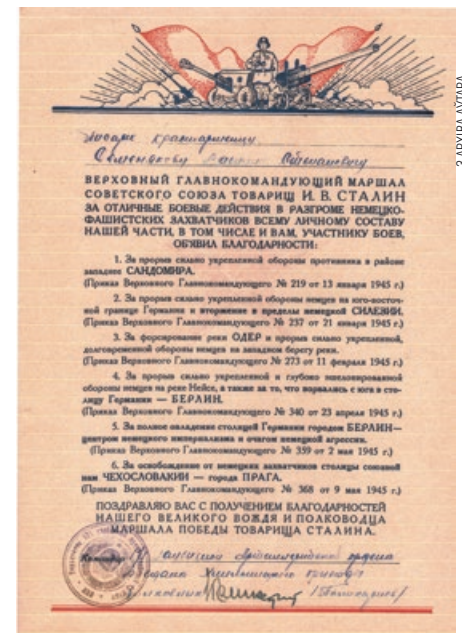 З АРХІВА АЎТАРА
ВЕРХОВНЫЙ ГЛАВНОКОМАНДУЮЩИЙ МАРШАЛ
СОВЕТСКОГО СОЮЗА ТОВАРИЩ И. В. СТАЛИН
ЗА ОТЛИЧНЫЕ БОЕВЫЕ ДЕЙСТВИЯ В РАЗГРОМЕ НЕМЕЦКО-
ФАШИСТСКИХ ЗАХВАТЧИКОВ ВСЕМУ ЛИЧНОМУ СОСТАВУ
НАШЕЙ ЧАСТИ, В ТОМ ЧИСЛЕ И ВАМ, УЧАСТНИКУ БОЕВ,
ОБЯВИЛ БЛАГОДАРНОСТИ:
1. За прорыв сильно укрепленной обороны противника в районе
западнее САНДОМИРА.
(Приказ Верховного Главнокомандующего № 219 от 13 января 1945 г.)
2. За прорыв сильно укрепленной обороны немцев на юго-восточ-
ной границе Германии и вторжение в пределы немецкой СИЛЕЗИИ.
(Приказ Верховного Главнокомандующего № 237 от 21 января 1945 г.)
3. За форсирование реки ОДЕР и прорыв сильно укрепленной,
долговременной обороны немцев на западном берегу реки.
(Приказ Верховного Главнокомандующего № 273 от 11 февраля 1945 г.)
4. За прорыв сильно укрепленной и глубоко эшелонированной
обороны немцев на реке Нейсе, а также за то, что ворвались с юга в сто-
лицу Германии — БЕРЛИН.
(Приказ Верховного Главнокомандующего № 340 от 23 апреля 1945 г.)
5. За полное овладение столицей Германии городом БЕРЛИН—
центром немецкого империализма и очагом немецкой агрессии.
(Приказ Верховного Главнокомандующего № 359 от 2 мая 1945 г.)
6. За освобождение от немецких захватчиков столицы союзной
нам ЧЕХОСЛОВАКИИ — города ПРАГА.
(Приказ Верховного Главнокомандующего № 368 от 9 мая 1945 г.)
ПОЗДРАВЛЯЮ ВАС С ПОЛУЧЕНИЕМ БЛАГОДАРНОСТЕЙ
НАШЕГО ВЕЛИКОГО ВОЖДЯ И ПОЛКОВОДЦА
МАРШАЛА ПОБЕДЫ ТОВАРИЩА СТАЛИНА.
Командир